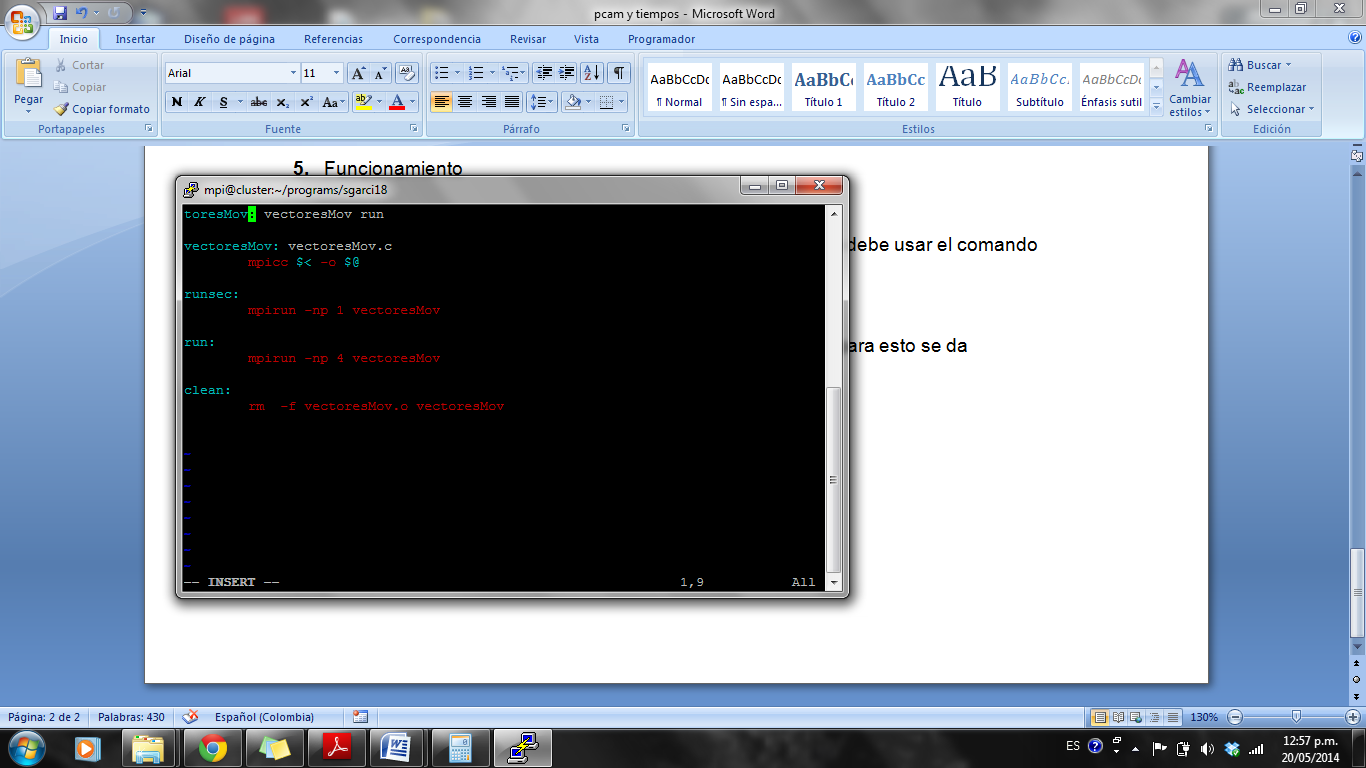 pcam y tiempos - Microsoft Word
Inicio Insertar Diseño de página Referencias Correspondencia Revisar Vista Programador
Pegar
Cortar
Copiar
Copiar formato
Portapapeles
Arial 11
N K S abc x₂ x² Aa
Fuente
Párrafo
AaBbCcDc AaBbCcDc AaBbCc AaBbCc AaB AaBbCc. AaBbCcDc
¶ Normal ¶ Sin espa... Título 1 Título 2 Título Subtítulo Énfasis sutil
Cambiar estilos
Estilos
Buscar
Reemplazar
Seleccionar
Edición
5. Funcionamiento
mpi@cluster:~/programs/sgarci18
toresMov: vectoresMov run
vectoresMov: vectoresMov.c
mpicc $< -o $@
runsec:
mpirun -np 1 vectoresMov
run:
mpirun -np 4 vectoresMov
clean:
rm  -f vectoresMov.o vectoresMov
~
~
~
~
~
~
~
~
-- INSERT -- 1,9 All
debe usar el comando
ara esto se da
Página: 2 de 2 Palabras: 430 Español (Colombia) 130%
ES 12:57 p.m.
20/05/2014